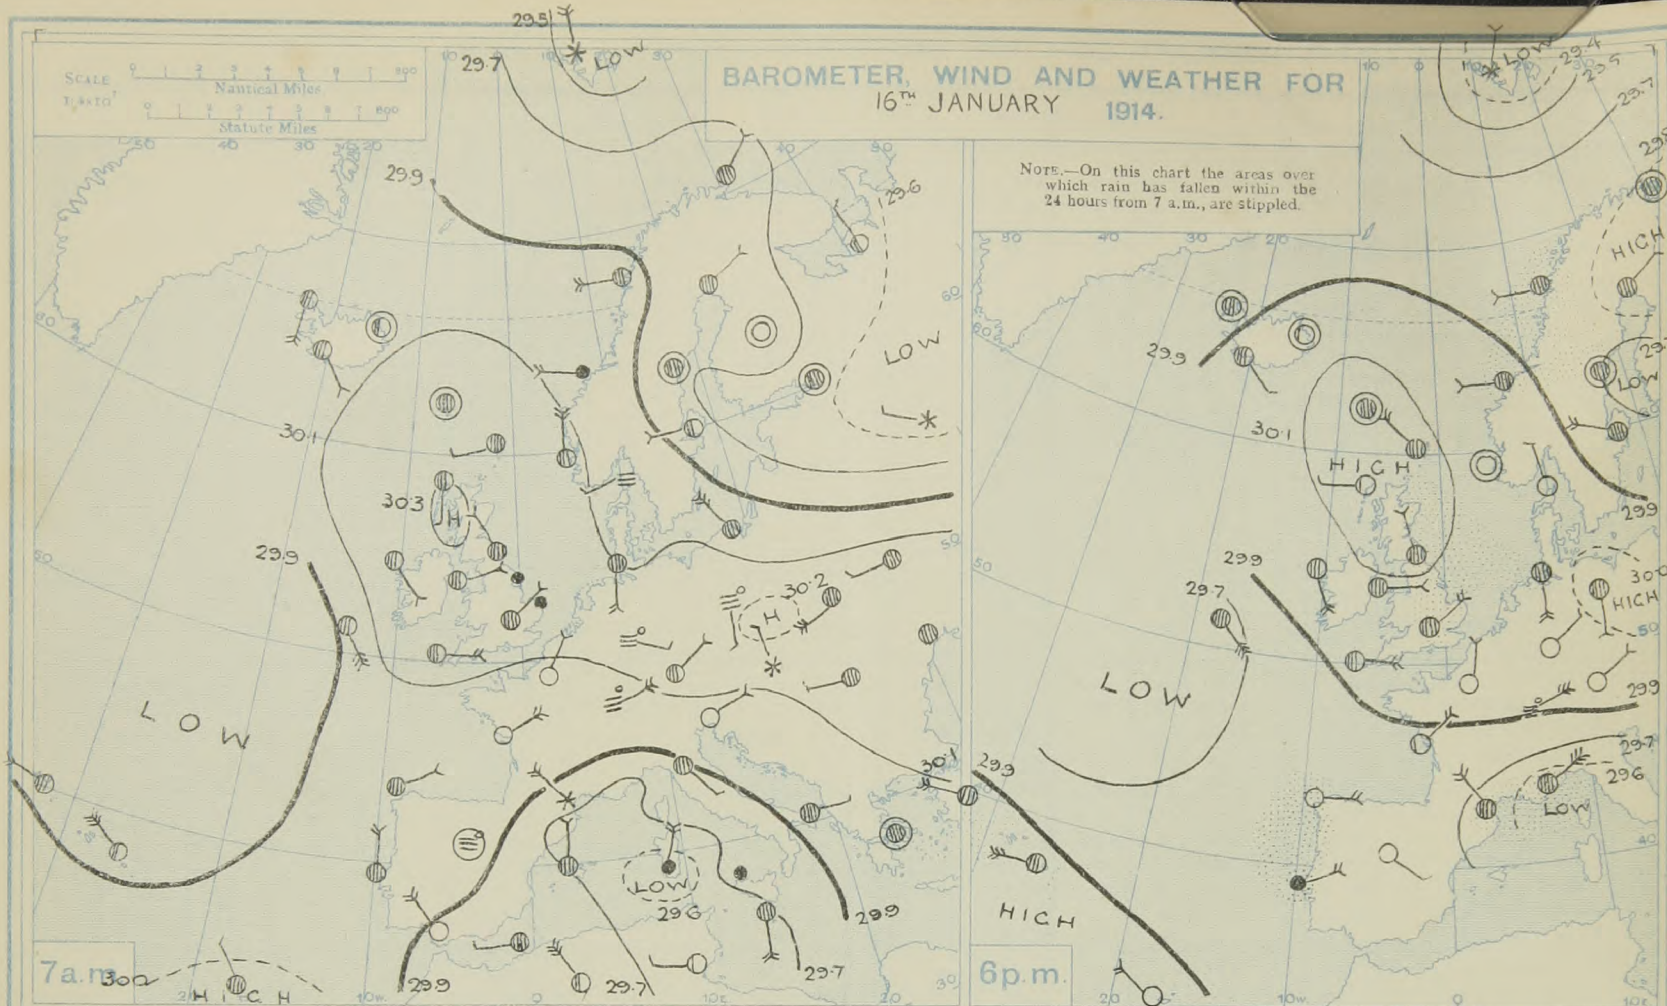 SCALE
Nautical Miles
Statute Miles
BAROMETER, WIND AND WEATHER FOR
16TH JANUARY 1914.
NOTE.—On this chart the areas over
which rain has fallen within the
24 hours from 7 a.m., are stippled.
29.5
LOW
29.7
29.9
29.6
LOW
30.1
30.3
H
29.9
30.2
H
LOW
30.1
LOW
29.6
29.9
29.7
29.9
29.7
7a.m.
HIGH
LOW
29.4
29.5
29.7
HIGH
29.9
LOW
30.1
HIGH
29.9
29.9
29.7
HIGH
LOW
29.9
29.7
29.6
LOW
29.9
HIGH
6p.m.